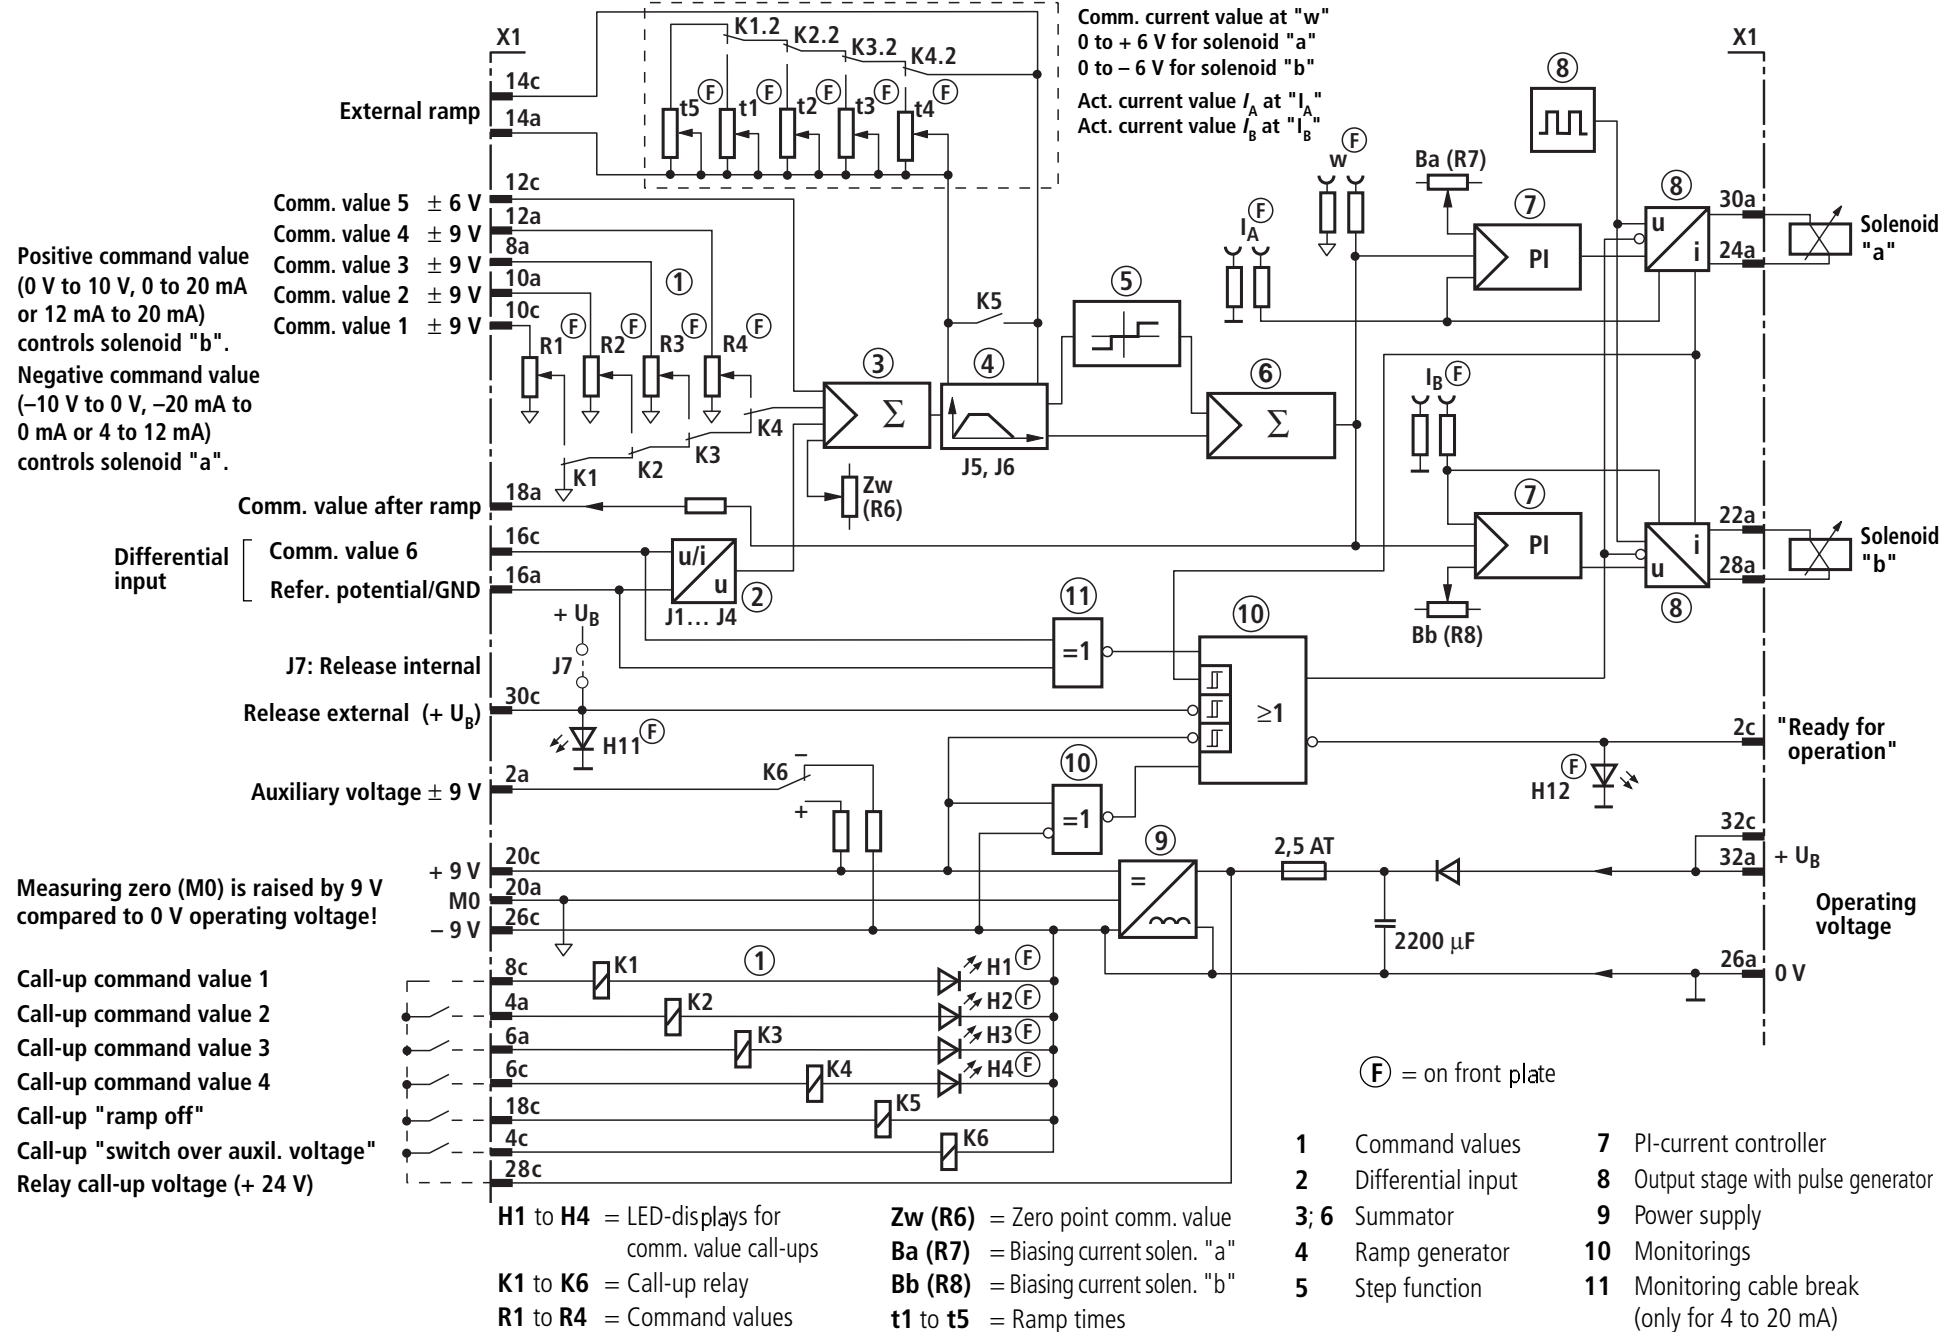 Comm. current value at "w"
0 to + 6 V for solenoid "a"
0 to – 6 V for solenoid "b"
Act. current value IA at "IA"
Act. current value IB at "IB"
X1
X1
K1.2
K2.2
K3.2
K4.2
14c
External ramp
14a
t5 F
t1 F
t2 F
t3 F
t4 F
8
w F
Ba (R7)
12c
Comm. value 5 ± 6 V
12a
Comm. value 4 ± 9 V
8a
Comm. value 3 ± 9 V
10a
Comm. value 2 ± 9 V
10c
Comm. value 1 ± 9 V
Positive command value
(0 V to 10 V, 0 to 20 mA
or 12 mA to 20 mA)
controls solenoid "b".
Negative command value
(–10 V to 0 V, –20 mA to
0 mA or 4 to 12 mA)
controls solenoid "a".
1
R1 F
R2 F
R3 F
R4 F
K1
K2
K3
K4
3
Σ
4
J5, J6
K5
5
6
Σ
Zw
(R6)
IA F
7
PI
8
u
i
30a
24a
Solenoid
"a"
IB F
7
PI
Bb (R8)
i
u
8
22a
28a
Solenoid
"b"
18a
Comm. value after ramp
Differential
input
16c
Comm. value 6
16a
Refer. potential/GND
u/i
u
2
J1... J4
+ UB
J7
J7: Release internal
30c
Release external (+ UB)
H11 F
11
=1
10
≥1
2c
"Ready for
operation"
F
H12
2a
Auxiliary voltage ± 9 V
K6
–
+
10
=1
9
=
2,5 AT
2200 µF
32c
32a
+ UB
Operating
voltage
26a
0 V
20c
+ 9 V
20a
M0
26c
– 9 V
Measuring zero (M0) is raised by 9 V
compared to 0 V operating voltage!
1
8c
Call-up command value 1
K1
H1 F
4a
Call-up command value 2
K2
H2 F
6a
Call-up command value 3
K3
H3 F
6c
Call-up command value 4
K4
H4 F
18c
Call-up "ramp off"
K5
4c
Call-up "switch over auxil. voltage"
K6
28c
Relay call-up voltage (+ 24 V)
F = on front plate
H1 to H4 = LED-displays for
comm. value call-ups
K1 to K6 = Call-up relay
R1 to R4 = Command values
Zw (R6) = Zero point comm. value
Ba (R7) = Biasing current solen. "a"
Bb (R8) = Biasing current solen. "b"
t1 to t5 = Ramp times
1 Command values
2 Differential input
3; 6 Summator
4 Ramp generator
5 Step function
7 PI-current controller
8 Output stage with pulse generator
9 Power supply
10 Monitorings
11 Monitoring cable break
(only for 4 to 20 mA)